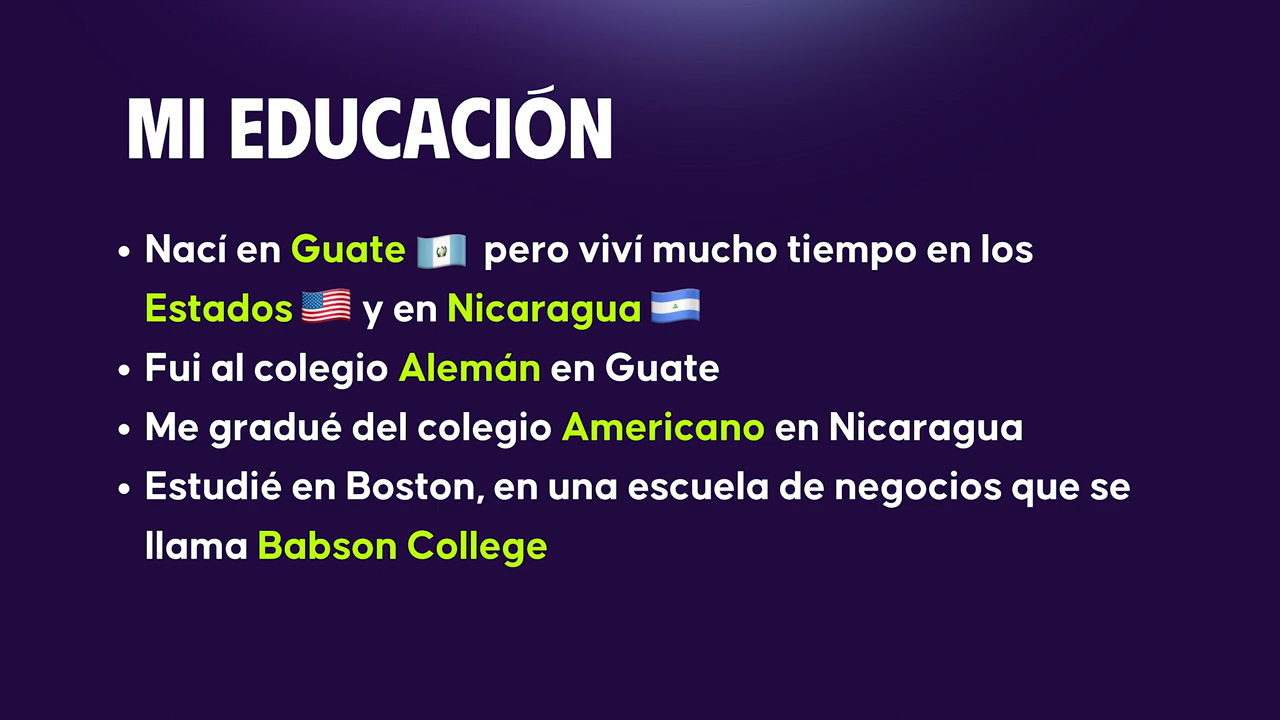 MI EDUCACIÓN
• Nací en Guate 🇬🇹 pero viví mucho tiempo en los
Estados 🇺🇸 y en Nicaragua 🇳🇮
• Fui al colegio Alemán en Guate
• Me gradué del colegio Americano en Nicaragua
• Estudié en Boston, en una escuela de negocios que se
llama Babson College